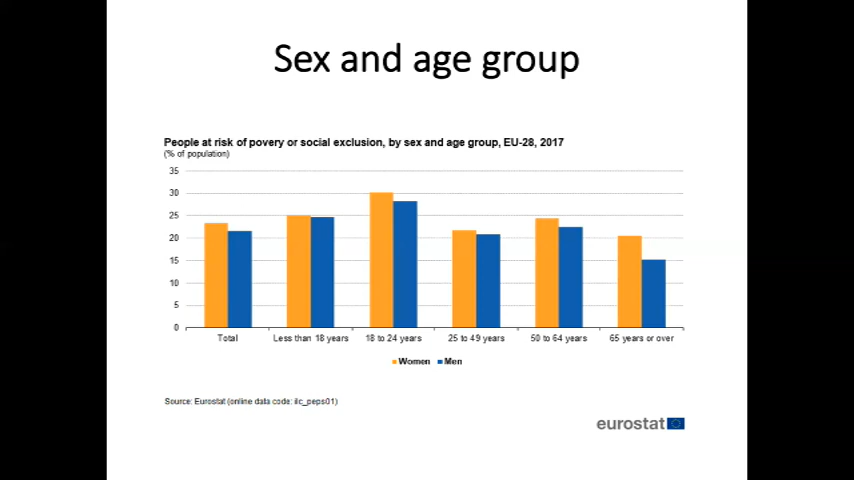 Sex and age group
People at risk of povery or social exclusion, by sex and age group, EU-28, 2017
(% of population)
35
30
25
20
15
10
5
0
Total Less than 18 years 18 to 24 years 25 to 49 years 50 to 64 years 65 years or over
Women Men
Source: Eurostat (online data code: ilc_peps01)
eurostat